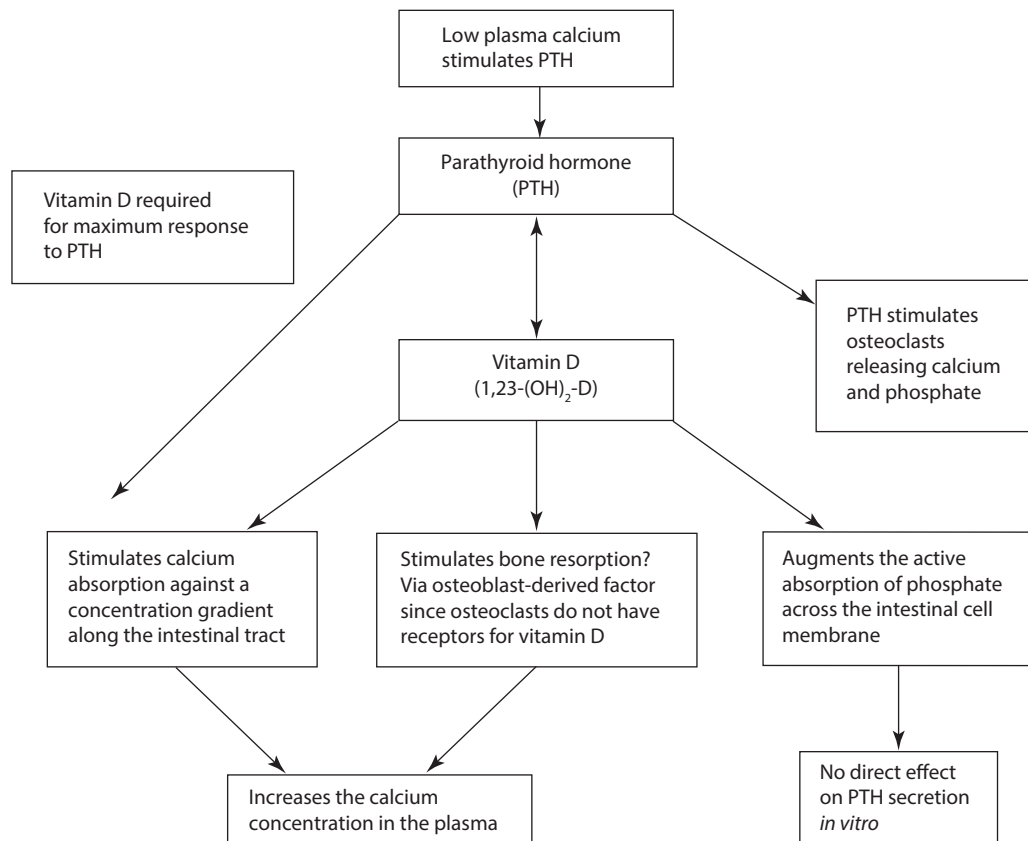 Low plasma calcium
stimulates PTH
Parathyroid hormone
(PTH)
Vitamin D required
for maximum response
to PTH
PTH stimulates
osteoclasts
releasing calcium
and phosphate
Vitamin D
(1,23-(OH)₂-D)
Stimulates calcium
absorption against a
concentration gradient
along the intestinal tract
Stimulates bone resorption?
Via osteoblast-derived factor
since osteoclasts do not have
receptors for vitamin D
Augments the active
absorption of phosphate
across the intestinal cell
membrane
Increases the calcium
concentration in the plasma
No direct effect
on PTH secretion
in vitro